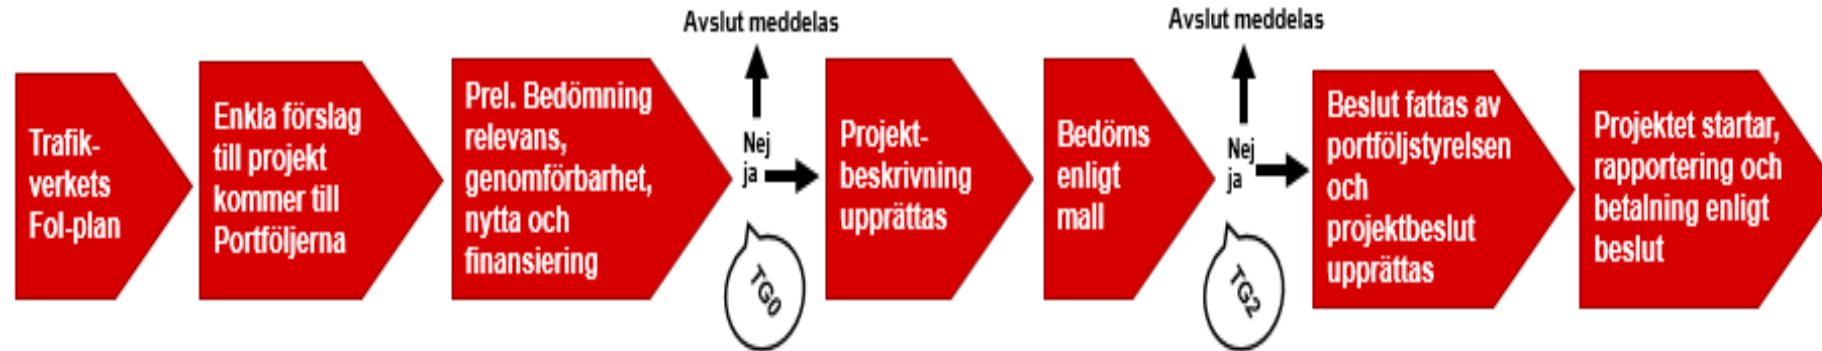 Trafik-
verkets
FoI-plan
Enkla förslag
till projekt
kommer till
Portföljerna
Prel. Bedömning
relevans,
genomförbarhet,
nytta och
finansiering
Avslut meddelas
Nej
ja
TG0
Projekt-
beskrivning
upprättas
Bedöms
enligt
mall
Avslut meddelas
Nej
ja
TG2
Beslut fattas av
portföljstyrelsen
och
projektbeslut
upprättas
Projektet startar,
rapportering och
betalning enligt
beslut